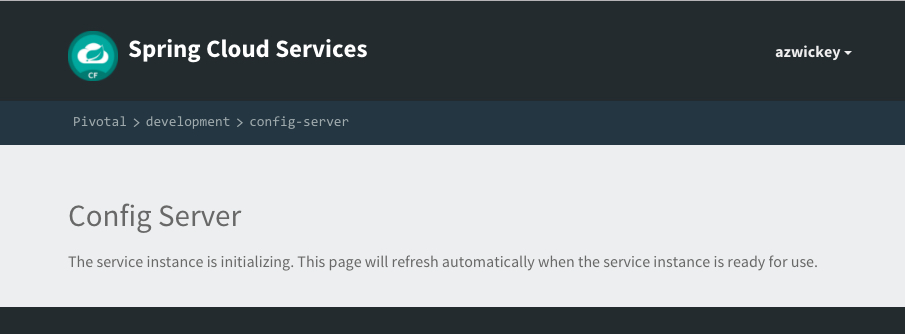 Spring Cloud Services
CF
azwickey
Pivotal > development > config-server
Config Server
The service instance is initializing. This page will refresh automatically when the service instance is ready for use.